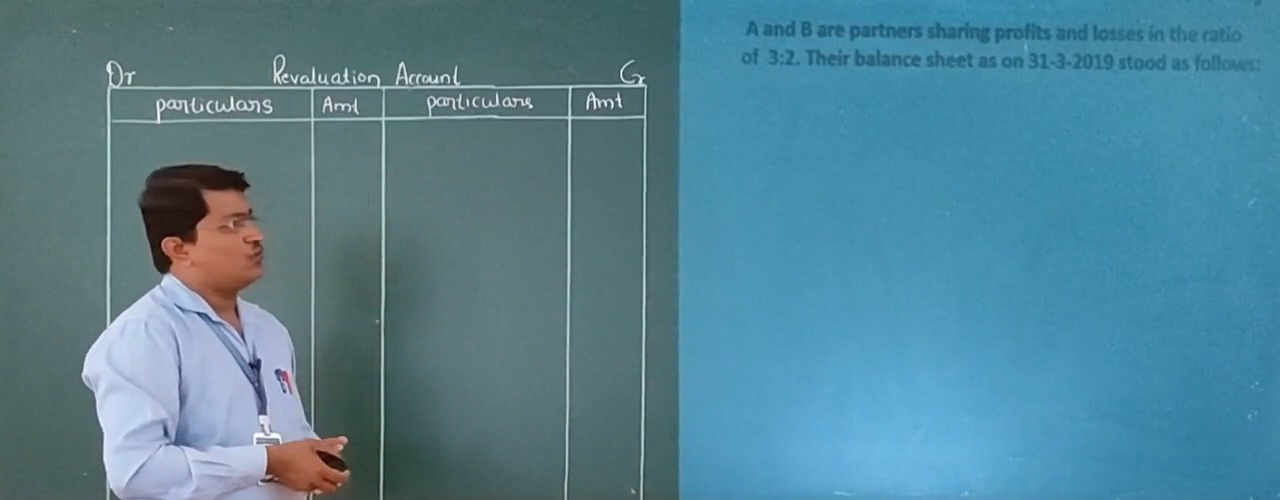 Dr Revaluation Account Cr
particulars Amt particulars Amt
A and B are partners sharing profits and losses in the ratio
of 3:2. Their balance sheet as on 31-3-2019 stood as follows: